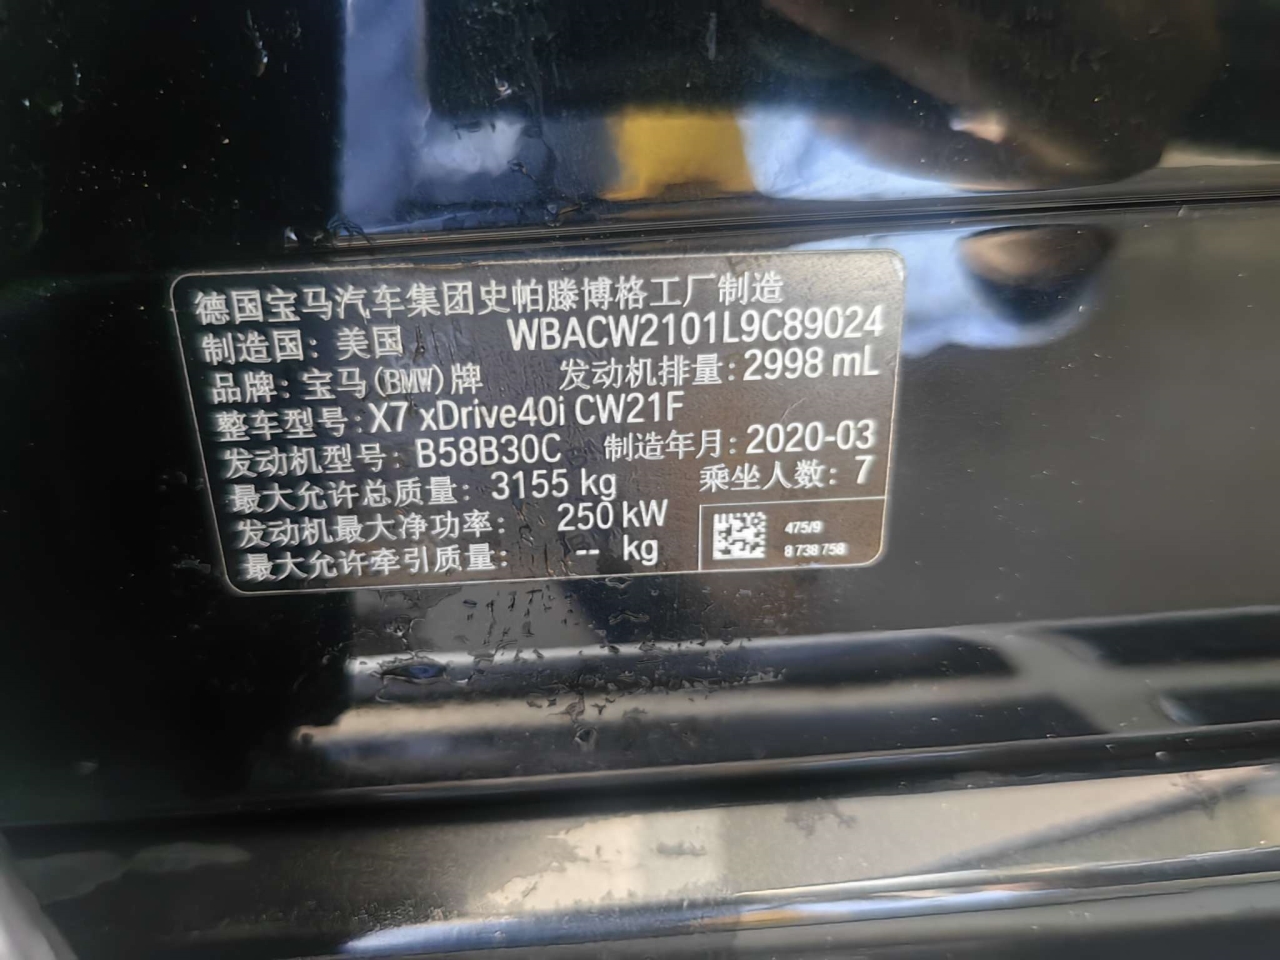 德国宝马汽车集团史帕滕博格工厂制造
制造国：美国 WBACW2101L9C89024
品牌：宝马(BMW)牌 发动机排量：2998 mL
整车型号：X7 xDrive40i CW21F
发动机型号：B58B30C 制造年月：2020-03
最大允许总质量：3155 kg 乘坐人数：7
发动机最大净功率：250 kW
最大允许牵引质量：-- kg
475/9
8 738 758